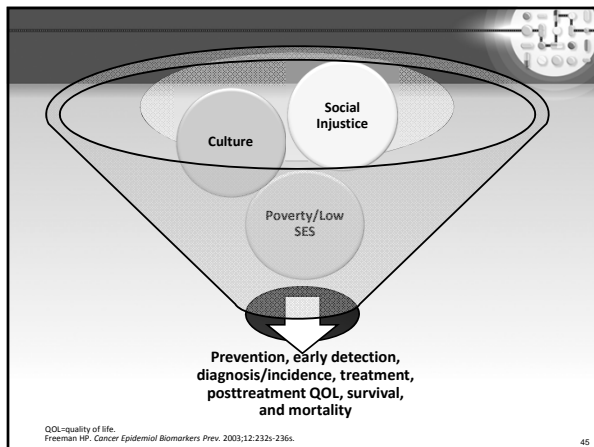 Social
Injustice
Culture
Poverty/Low
SES
Prevention, early detection,
diagnosis/incidence, treatment,
posttreatment QOL, survival,
and mortality
QOL=quality of life.
Freeman HP. Cancer Epidemiol Biomarkers Prev. 2003;12:232s-236s.
45